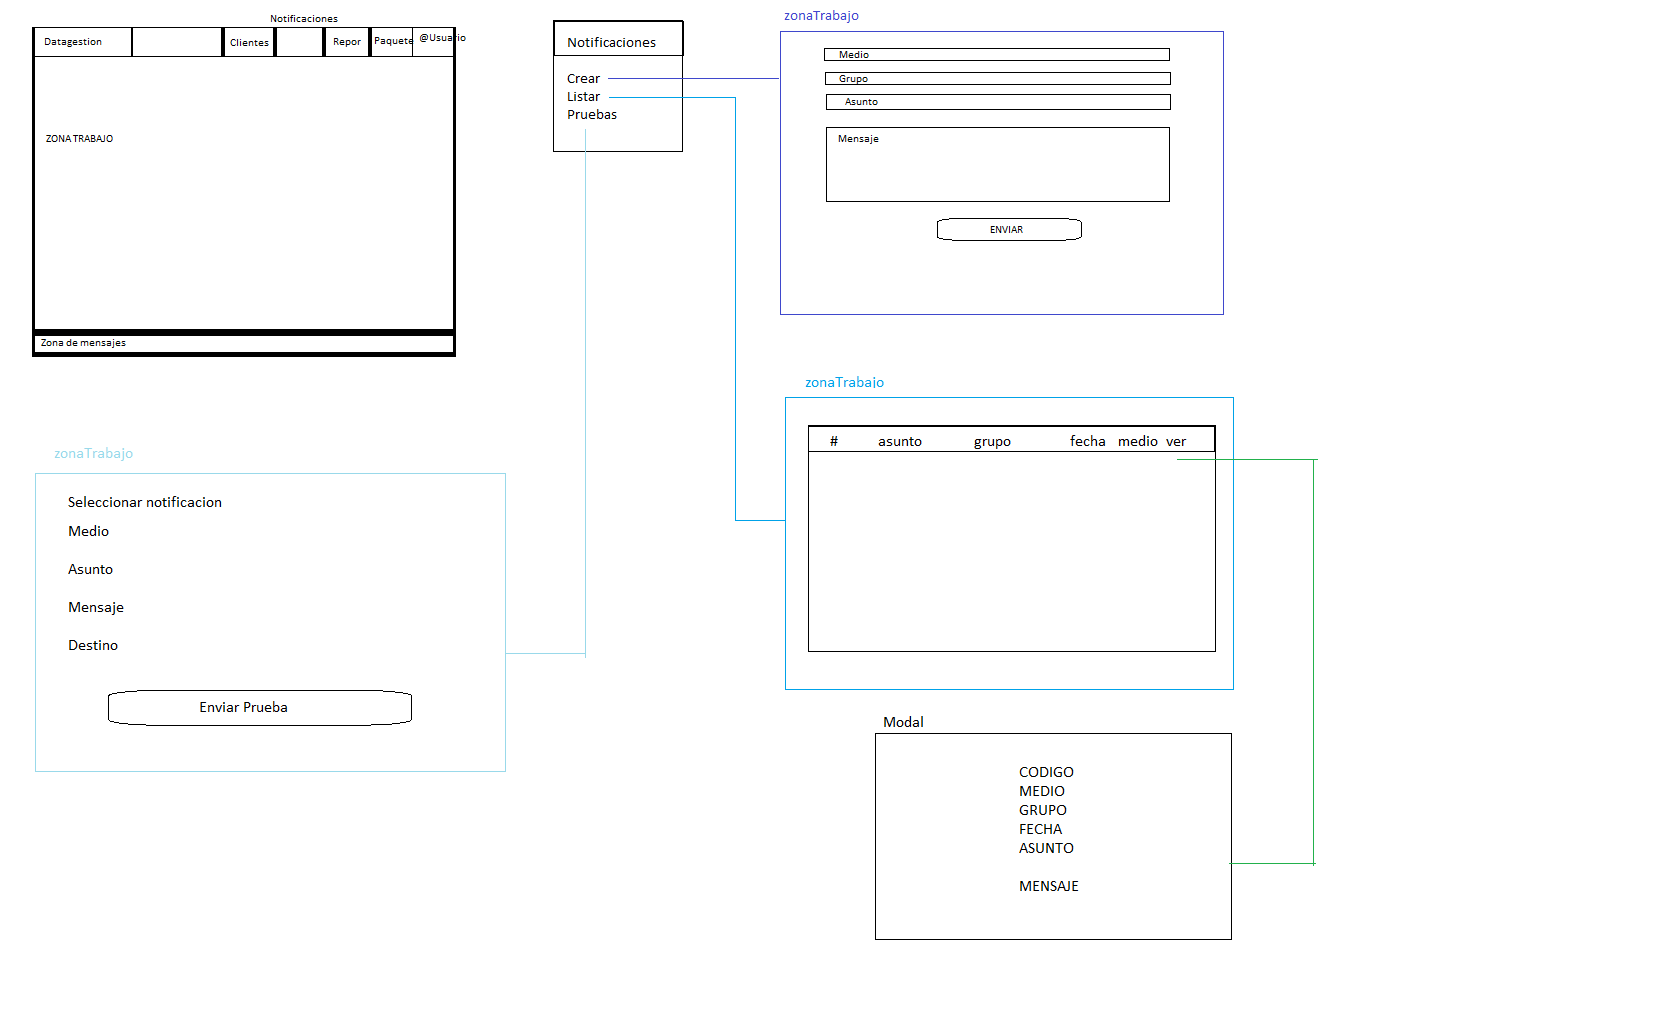 Notificaciones
Datagestion
Clientes
Repor
Paquete
@Usuario
ZONA TRABAJO
Zona de mensajes
Notificaciones
Crear
Listar
Pruebas
zonaTrabajo
Medio
Grupo
Asunto
Mensaje
ENVIAR
zonaTrabajo
# asunto grupo fecha medio ver
zonaTrabajo
Seleccionar notificacion
Medio
Asunto
Mensaje
Destino
Enviar Prueba
Modal
CODIGO
MEDIO
GRUPO
FECHA
ASUNTO
MENSAJE